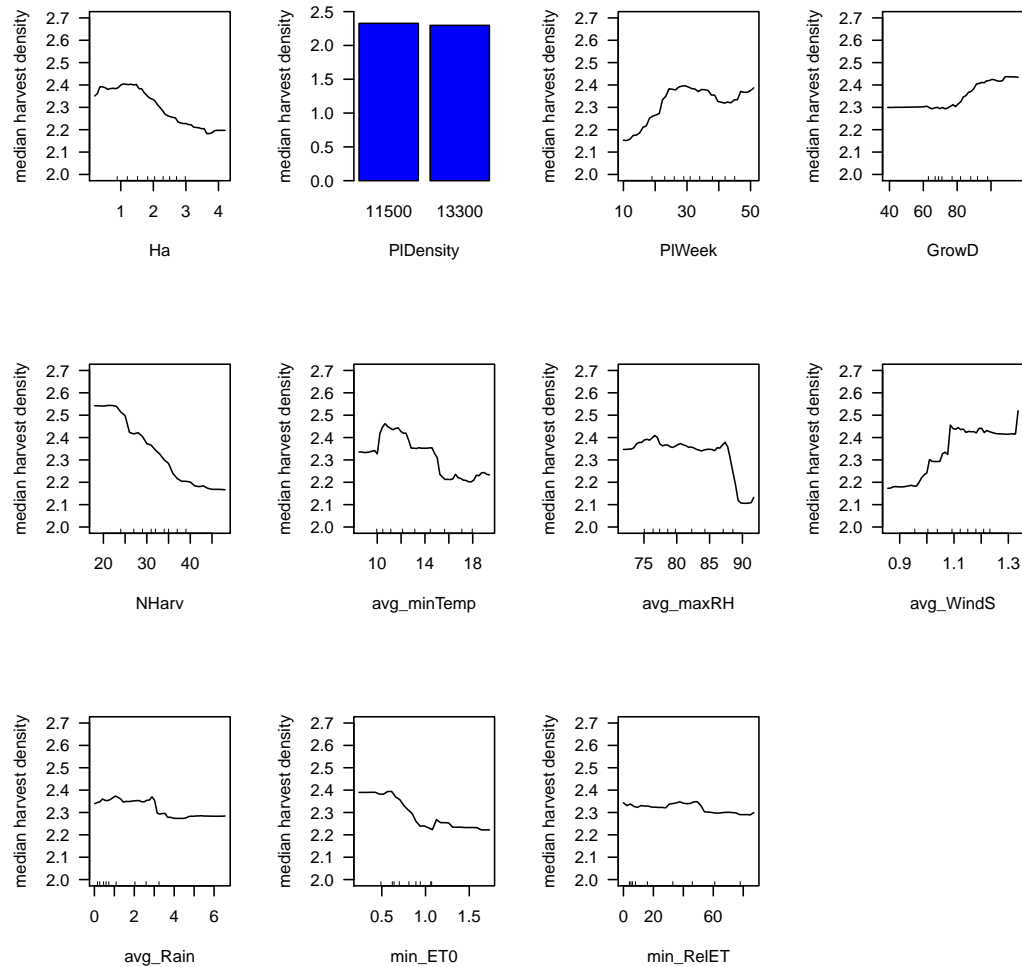 median harvest density
2.7
2.6
2.5
2.4
2.3
2.2
2.1
2.0
1 2 3 4
Ha
median harvest density
2.5
2.0
1.5
1.0
0.5
0.0
11500 13300
PlDensity
median harvest density
2.7
2.6
2.5
2.4
2.3
2.2
2.1
2.0
10 30 50
PlWeek
median harvest density
2.7
2.6
2.5
2.4
2.3
2.2
2.1
2.0
40 60 80
GrowD
median harvest density
2.7
2.6
2.5
2.4
2.3
2.2
2.1
2.0
20 30 40
NHarv
median harvest density
2.7
2.6
2.5
2.4
2.3
2.2
2.1
2.0
10 14 18
avg_minTemp
median harvest density
2.7
2.6
2.5
2.4
2.3
2.2
2.1
2.0
75 80 85 90
avg_maxRH
median harvest density
2.7
2.6
2.5
2.4
2.3
2.2
2.1
2.0
0.9 1.1 1.3
avg_WindS
median harvest density
2.7
2.6
2.5
2.4
2.3
2.2
2.1
2.0
0 2 4 6
avg_Rain
median harvest density
2.7
2.6
2.5
2.4
2.3
2.2
2.1
2.0
0.5 1.0 1.5
min_ET0
median harvest density
2.7
2.6
2.5
2.4
2.3
2.2
2.1
2.0
0 20 60
min_RelET